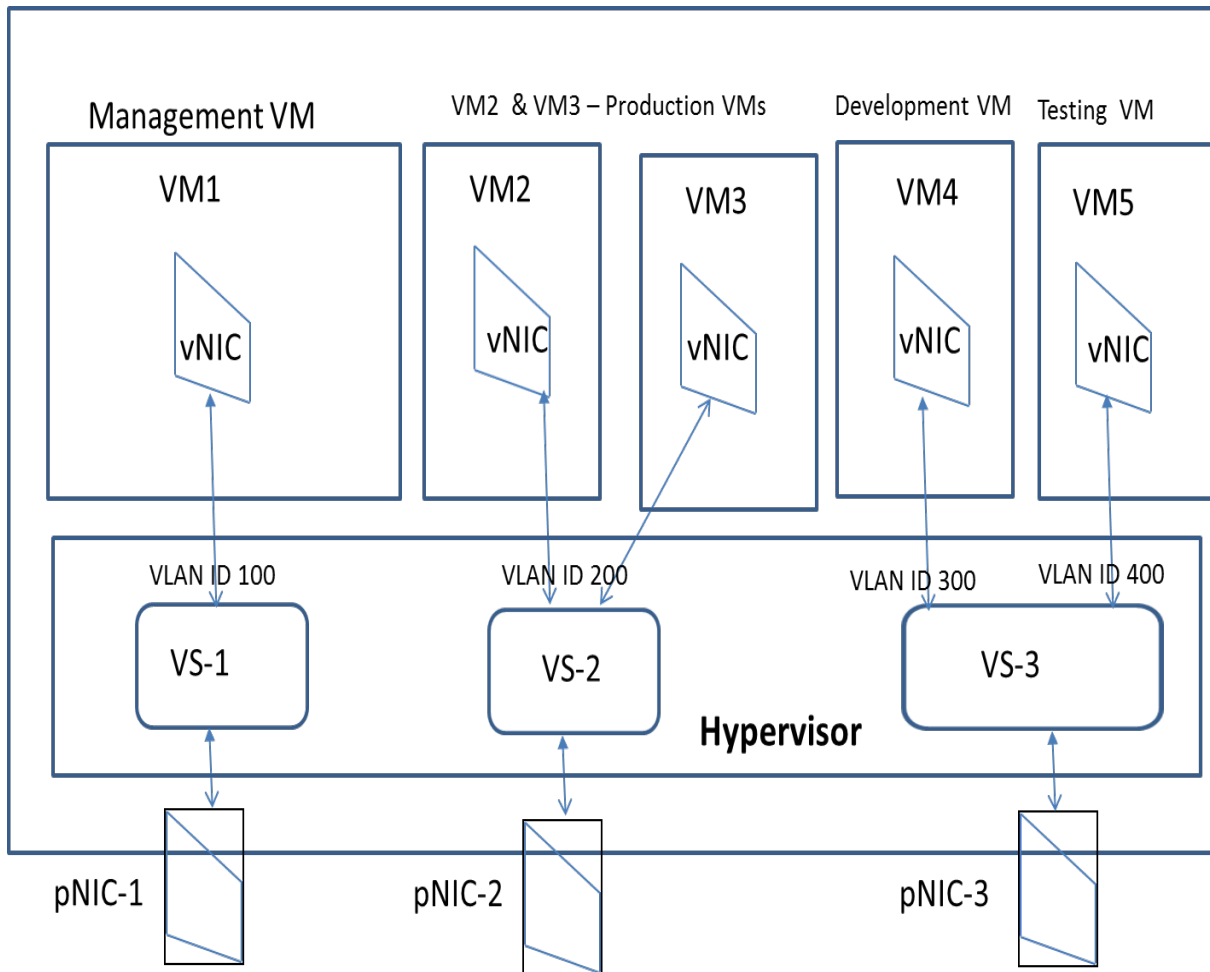 Management VM
VM2 & VM3 – Production VMs
Development VM
Testing VM
VM1
VM2
VM3
VM4
VM5
vNIC
vNIC
vNIC
vNIC
vNIC
VLAN ID 100
VLAN ID 200
VLAN ID 300
VLAN ID 400
VS-1
VS-2
VS-3
Hypervisor
pNIC-1
pNIC-2
pNIC-3